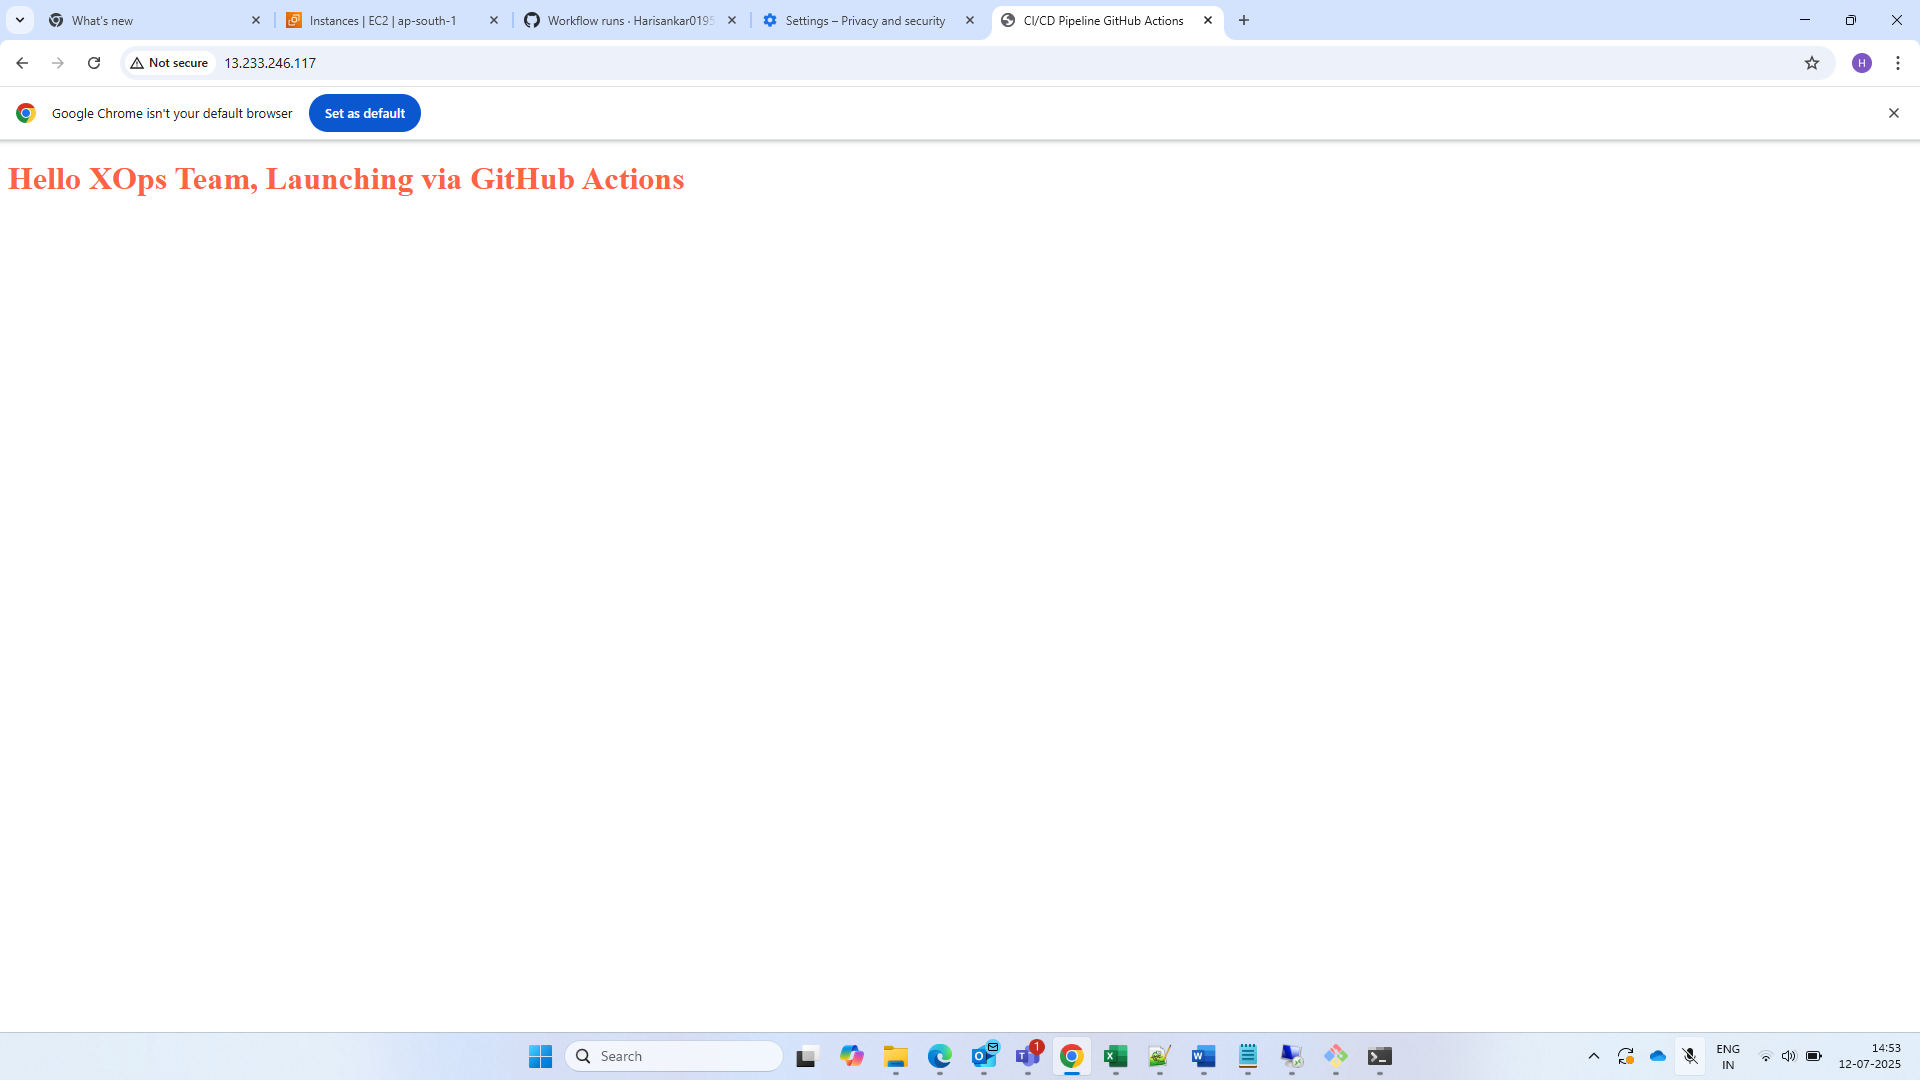 What's new
Instances | EC2 | ap-south-1
Workflow runs · Harisankar0195
Settings – Privacy and security
CI/CD Pipeline GitHub Actions
Not secure
13.233.246.117
H
Google Chrome isn't your default browser
Set as default
Hello XOps Team, Launching via GitHub Actions
Search
1
ENG
IN
14:53
12-07-2025